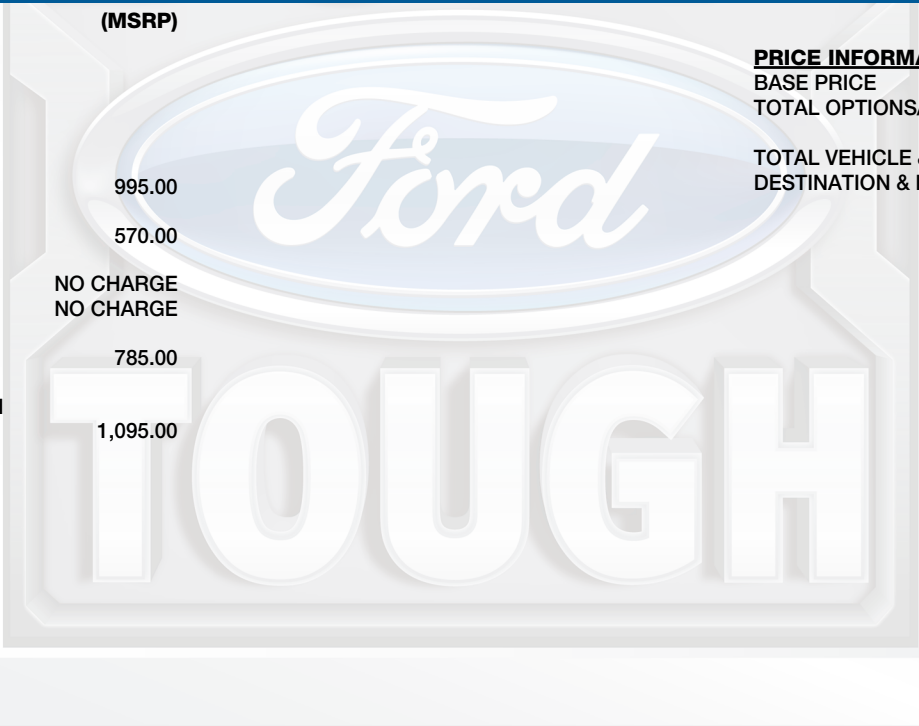 (MSRP)
995.00
570.00
NO CHARGE
NO CHARGE
785.00
1,095.00
PRICE INFORMA
BASE PRICE
TOTAL OPTIONS
TOTAL VEHICLE
DESTINATION &
Ford
TOUGH